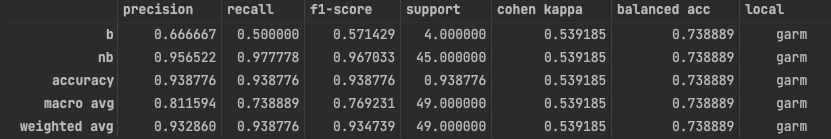 precision recall f1-score support cohen kappa balanced acc local
b 0.666667 0.500000 0.571429 4.000000 0.539185 0.738889 garm
nb 0.956522 0.977778 0.967033 45.000000 0.539185 0.738889 garm
accuracy 0.938776 0.938776 0.938776 0.938776 0.539185 0.738889 garm
macro avg 0.811594 0.738889 0.769231 49.000000 0.539185 0.738889 garm
weighted avg 0.932860 0.938776 0.934739 49.000000 0.539185 0.738889 garm